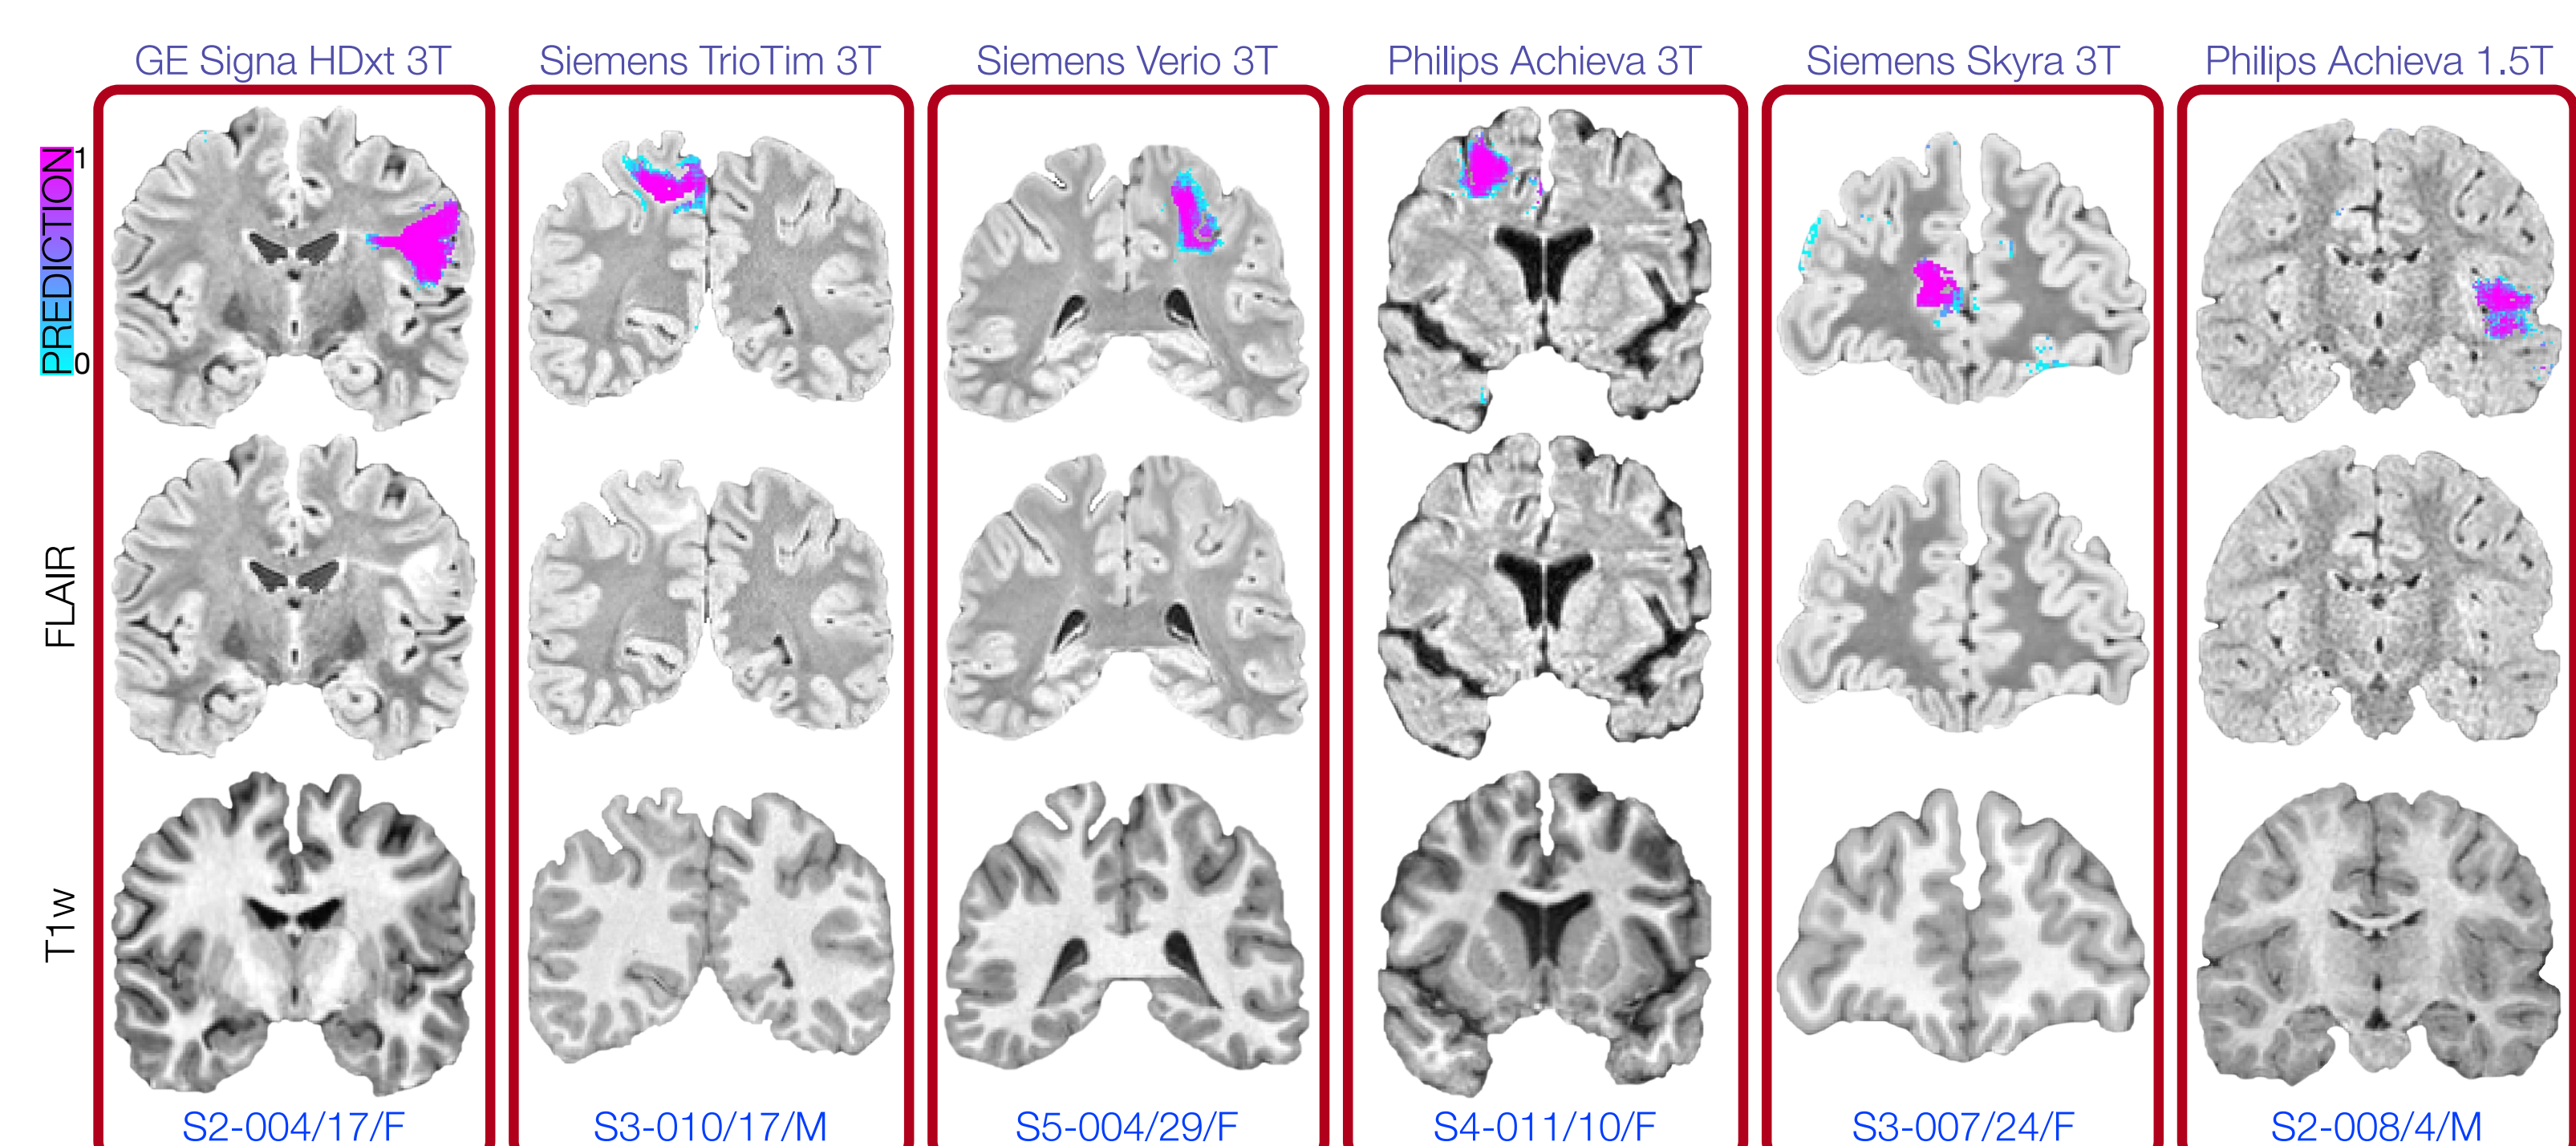 GE Signa HDxt 3T
Siemens TrioTim 3T
Siemens Verio 3T
Philips Achieva 3T
Siemens Skyra 3T
Philips Achieva 1.5T
1
PREDICTION
0
FLAIR
T1w
S2-004/17/F
S3-010/17/M
S5-004/29/F
S4-011/10/F
S3-007/24/F
S2-008/4/M